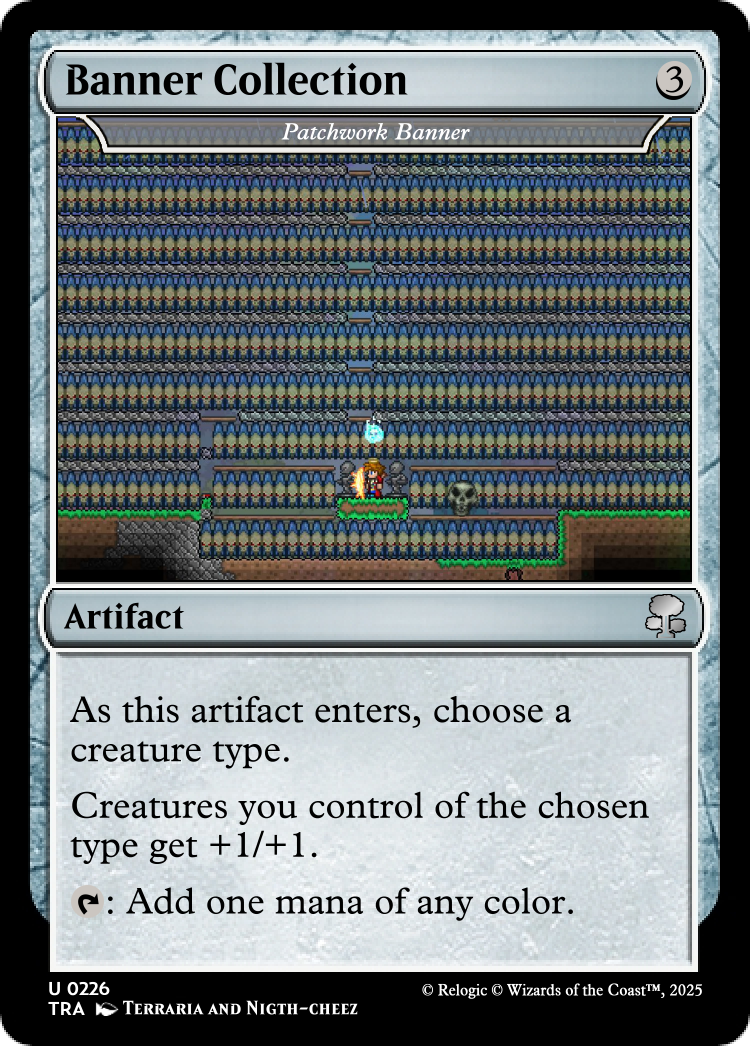 Banner Collection 3
Patchwork Banner
Artifact
As this artifact enters, choose a
creature type.
Creatures you control of the chosen
type get +1/+1.
: Add one mana of any color.
U 0226
TRA Terraria and Nigth-cheez
© Relogic © Wizards of the Coast™, 2025